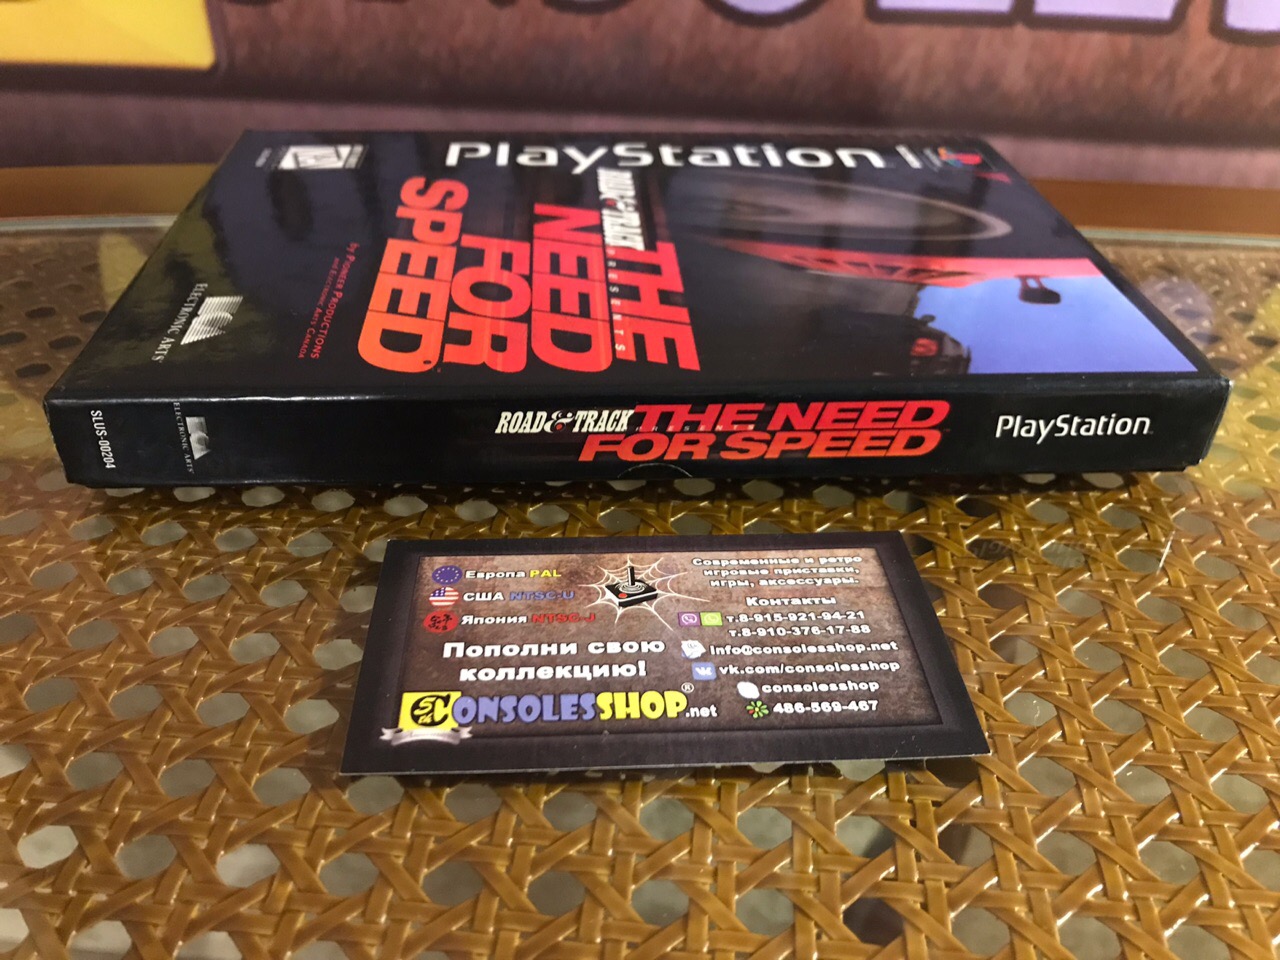 PlayStation
ROAD & TRACK
PRESENTS
THE
NEED
FOR
SPEED
by PIONEER PRODUCTIONS
AND ELECTRONIC ARTS CANADA
ELECTRONIC ARTS
SLUS-00204
ELECTRONIC ARTS
ROAD & TRACK
PRESENTS
THE NEED
FOR SPEED
PlayStation
Европа PAL
США NTSC-U
Япония NTSC-J
Пополни свою
коллекцию!
CONSOLESSHOP.net
Современные и ретро
игровые приставки,
игры, аксессуары.
Контакты
т.8-915-921-94-21
т.8-910-376-17-88
info@consolesshop.net
vk.com/consolesshop
consolesshop
486-569-467